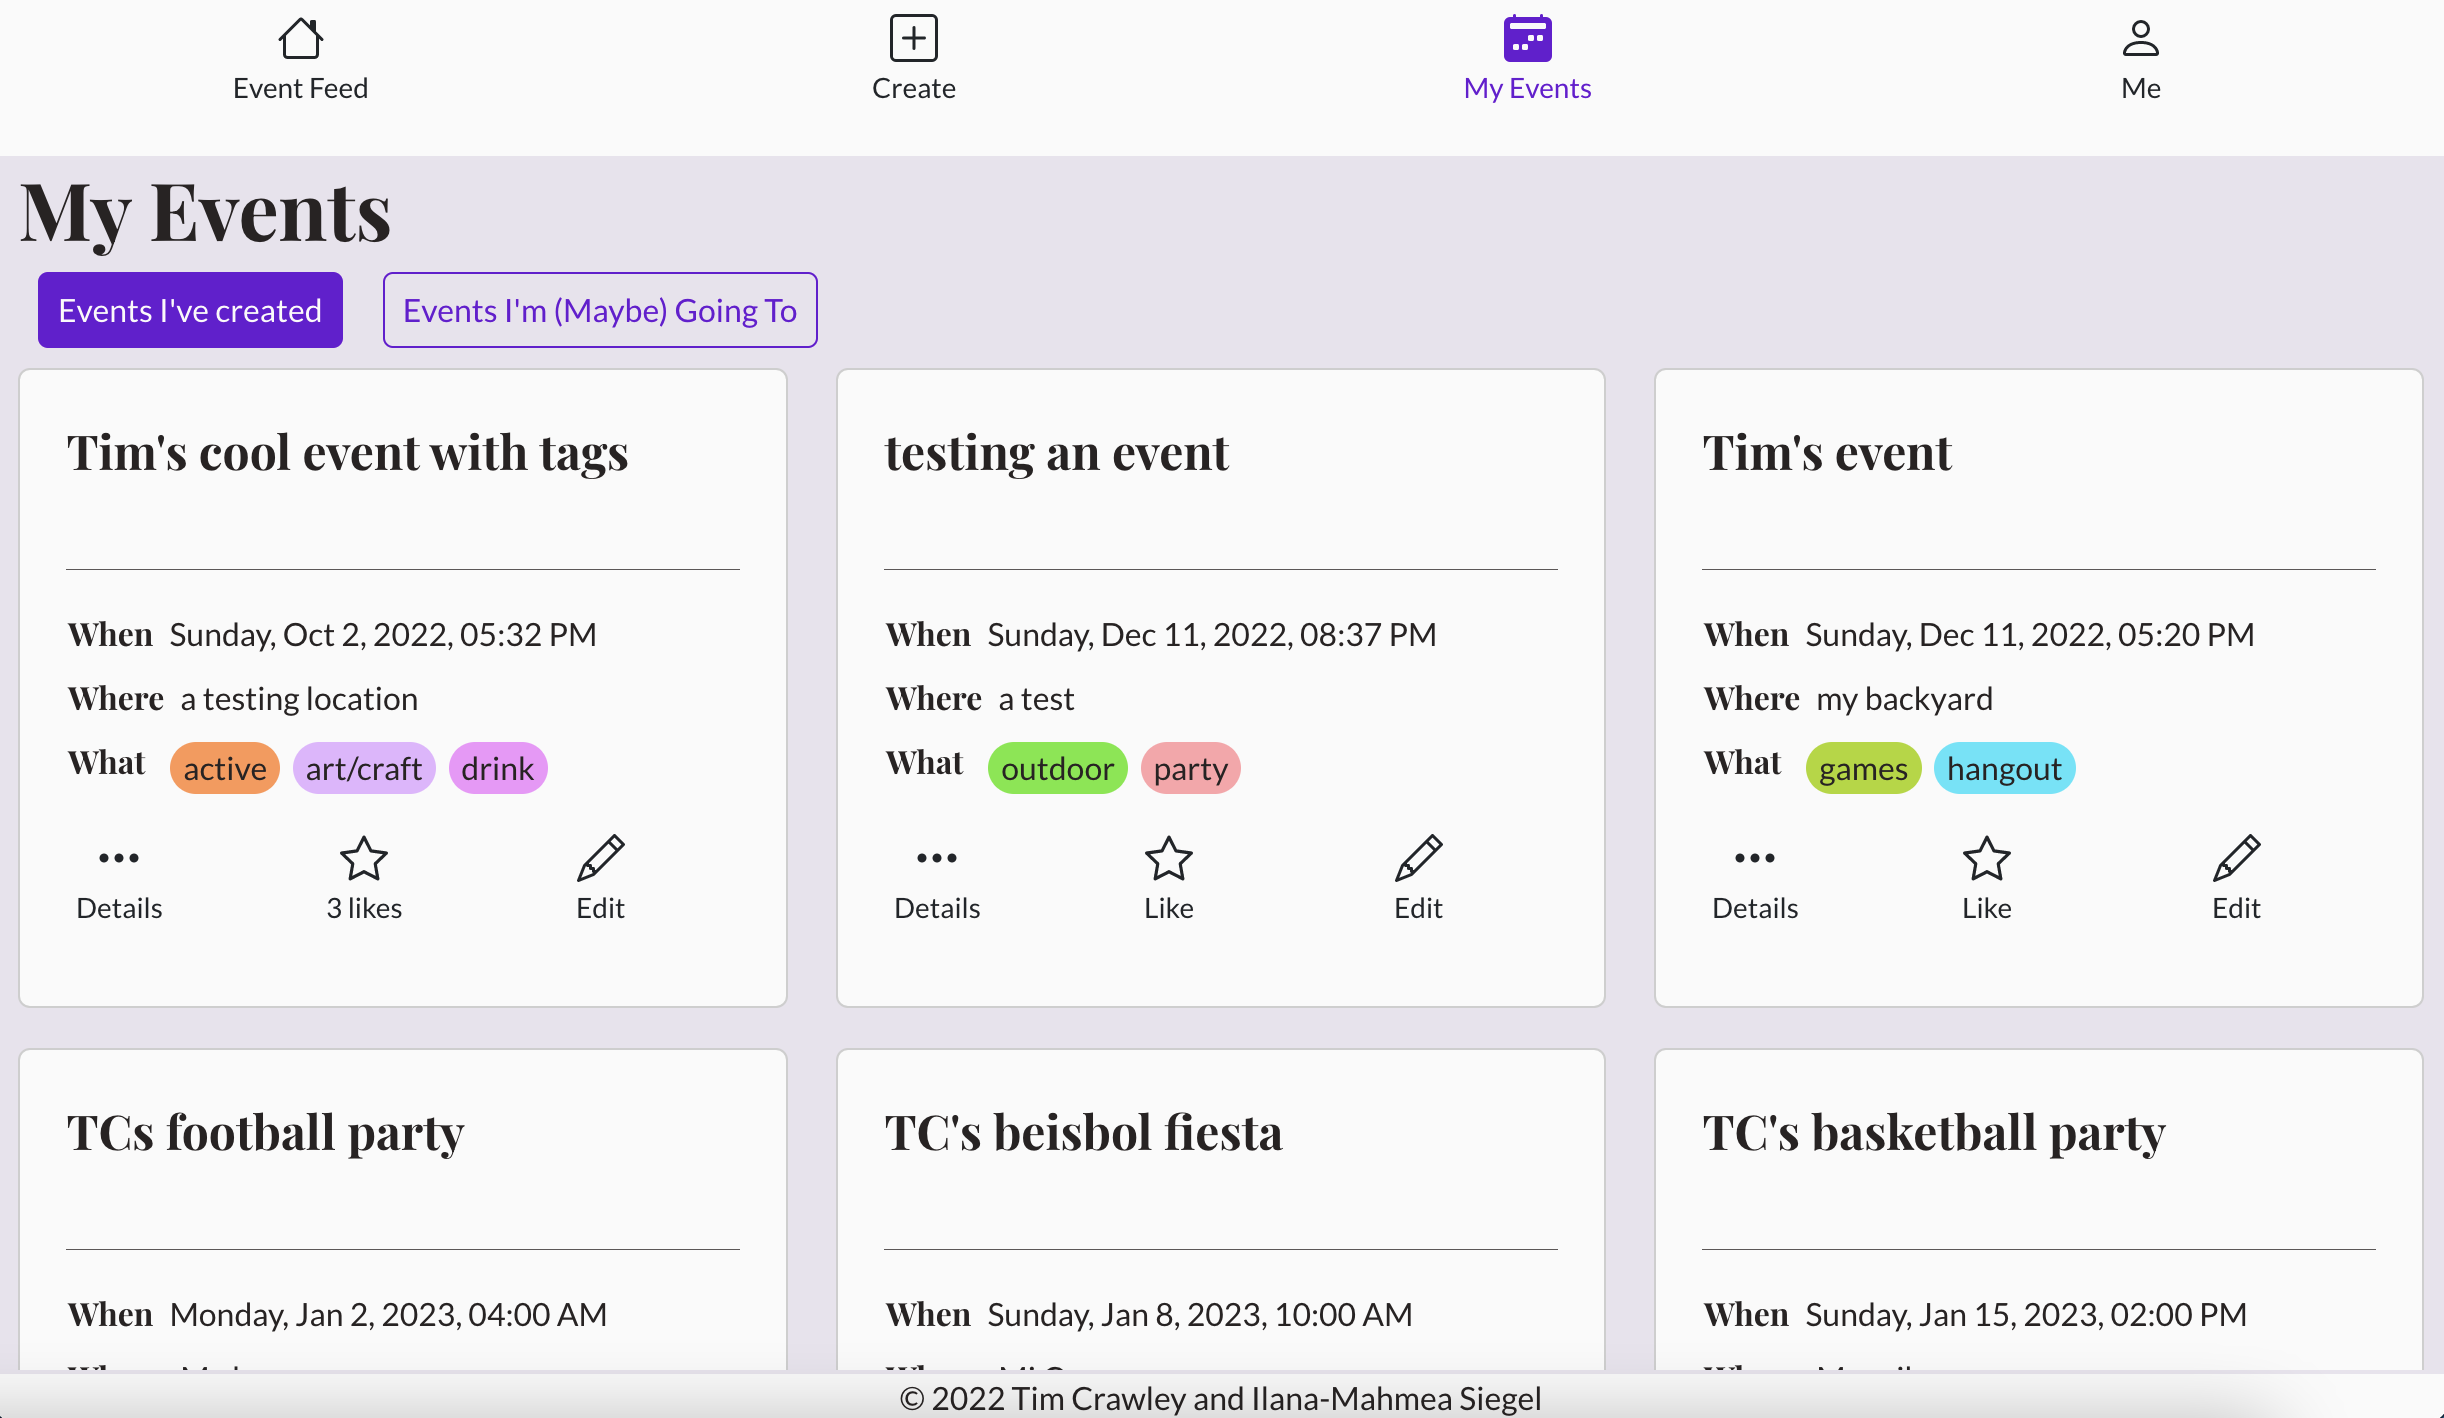 Event Feed
Create
My Events
Me
My Events
Events I've created
Events I'm (Maybe) Going To
Tim's cool event with tags
When Sunday, Oct 2, 2022, 05:32 PM
Where a testing location
What active art/craft drink
Details 3 likes Edit
testing an event
When Sunday, Dec 11, 2022, 08:37 PM
Where a test
What outdoor party
Details Like Edit
Tim's event
When Sunday, Dec 11, 2022, 05:20 PM
Where my backyard
What games hangout
Details Like Edit
TCs football party
When Monday, Jan 2, 2023, 04:00 AM
TC's beisbol fiesta
When Sunday, Jan 8, 2023, 10:00 AM
TC's basketball party
When Sunday, Jan 15, 2023, 02:00 PM
© 2022 Tim Crawley and Ilana-Mahmea Siegel